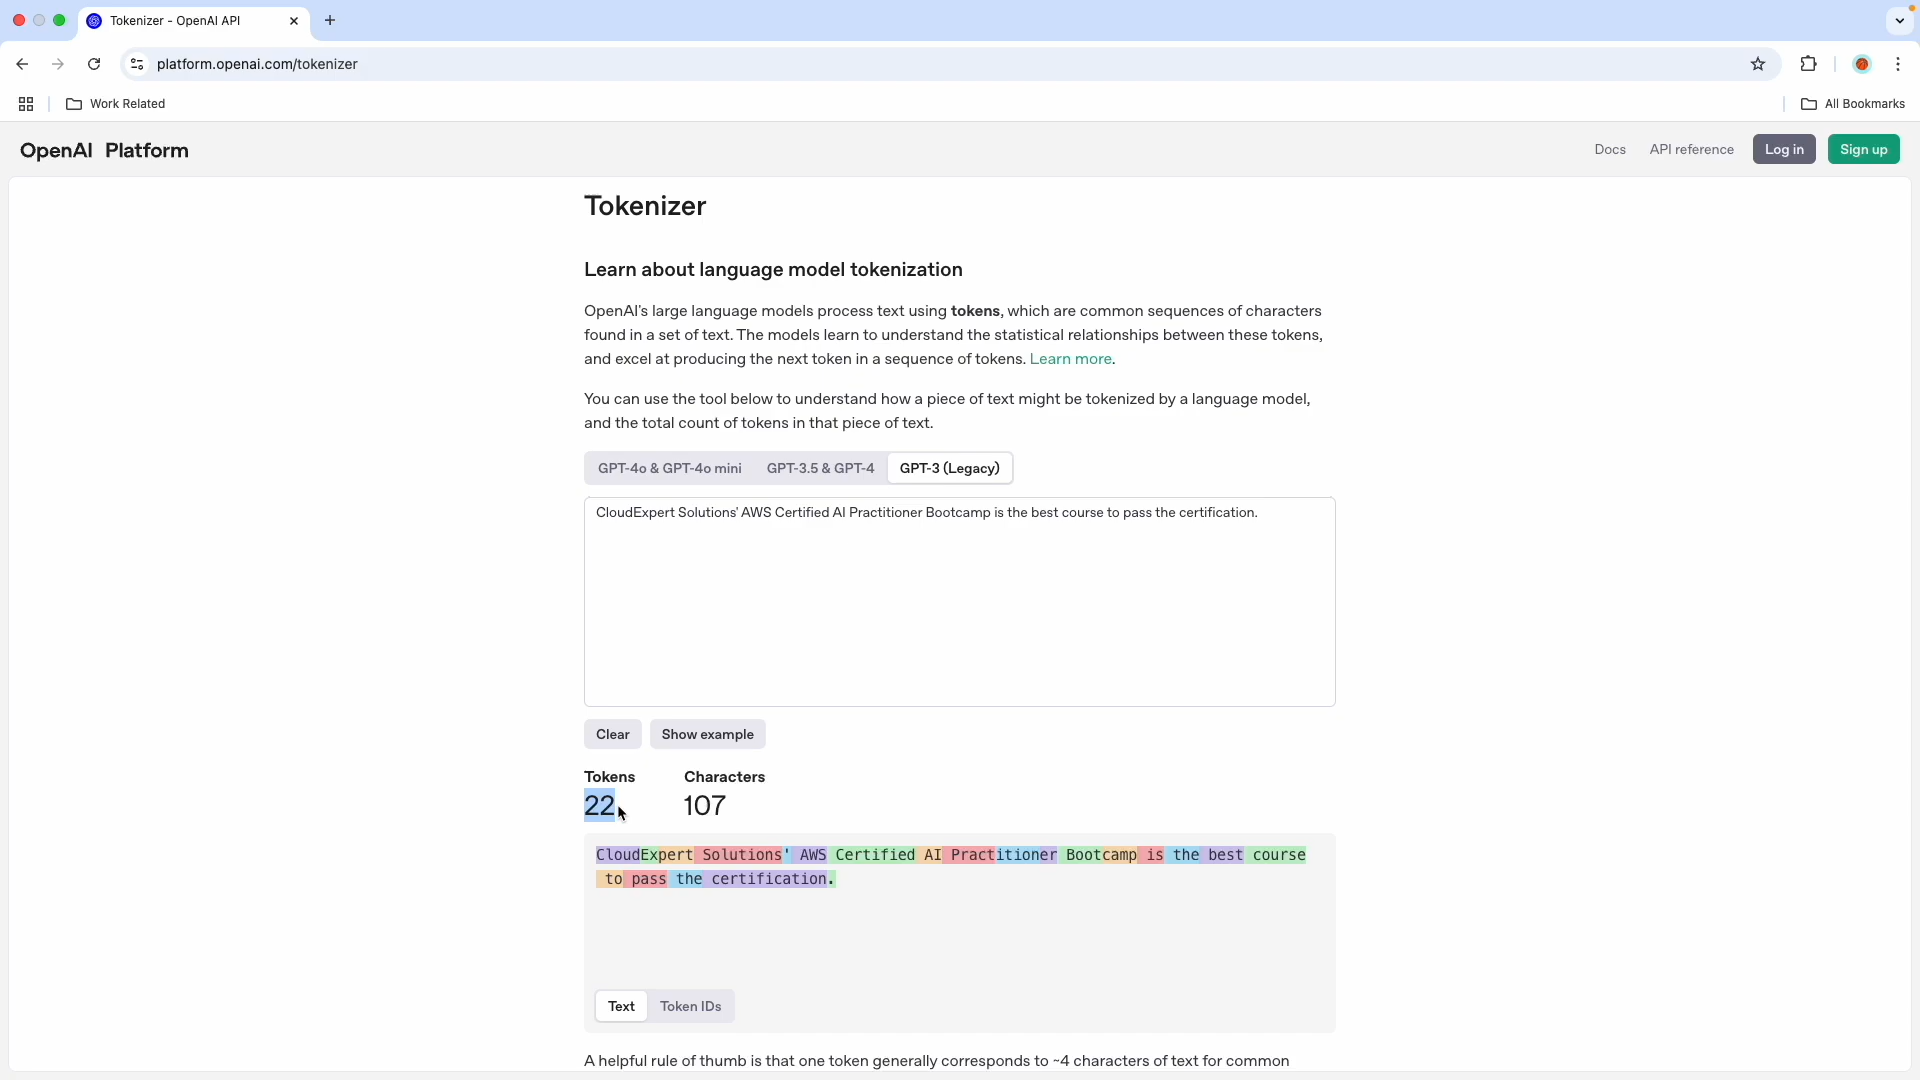 Tokenizer - OpenAI API
platform.openai.com/tokenizer
Work Related
All Bookmarks
OpenAI Platform
Docs
API reference
Log in
Sign up
Tokenizer
Learn about language model tokenization
OpenAI's large language models process text using tokens, which are common sequences of characters
found in a set of text. The models learn to understand the statistical relationships between these tokens,
and excel at producing the next token in a sequence of tokens. Learn more.
You can use the tool below to understand how a piece of text might be tokenized by a language model,
and the total count of tokens in that piece of text.
GPT-4o & GPT-4o mini
GPT-3.5 & GPT-4
GPT-3 (Legacy)
CloudExpert Solutions' AWS Certified AI Practitioner Bootcamp is the best course to pass the certification.
Clear
Show example
Tokens
Characters
22
107
CloudExpert Solutions' AWS Certified AI Practitioner Bootcamp is the best course
to pass the certification.
Text
Token IDs
A helpful rule of thumb is that one token generally corresponds to ~4 characters of text for common